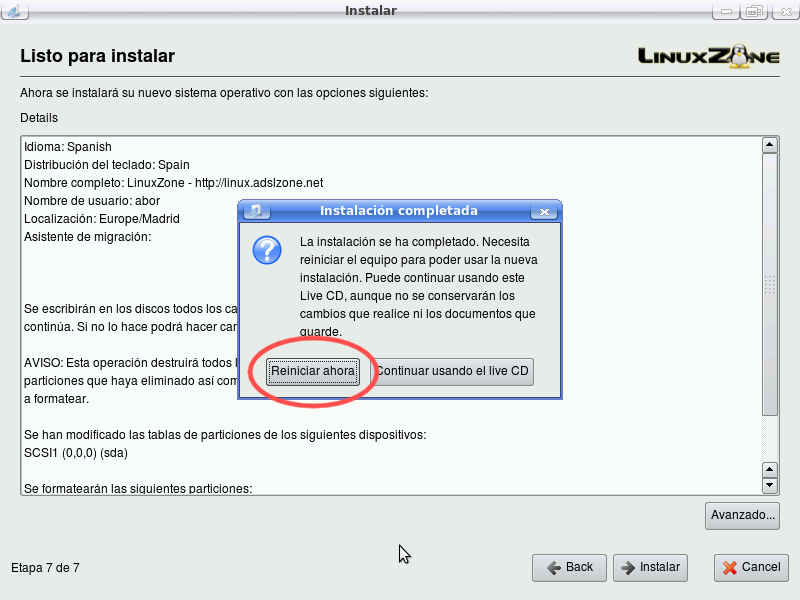 Instalar
Listo para instalar
LINUXZONE
Ahora se instalará su nuevo sistema operativo con las opciones siguientes:
Details
Idioma: Spanish
Distribución del teclado: Spain
Nombre completo: LinuxZone - http://linux.adslzone.net
Nombre de usuario: abor
Localización: Europe/Madrid
Asistente de migración:
Se escribirán en los discos todos los
continúa. Si no lo hace podrá hacer
AVISO: Esta operación destruirá todos
particiones que haya eliminado así
a formatear.
Se han modificado las tablas de particiones de los siguientes dispositivos:
SCSI1 (0,0,0) (sda)
Se formatearán las siguientes particiones:
Instalación completada
La instalación se ha completado. Necesita
reiniciar el equipo para poder usar la nueva
instalación. Puede continuar usando este
Live CD, aunque no se conservarán los
cambios que realice ni los documentos que
guarde.
Reiniciar ahora
Continuar usando el live CD
Avanzado...
Etapa 7 de 7
Back
Instalar
Cancel